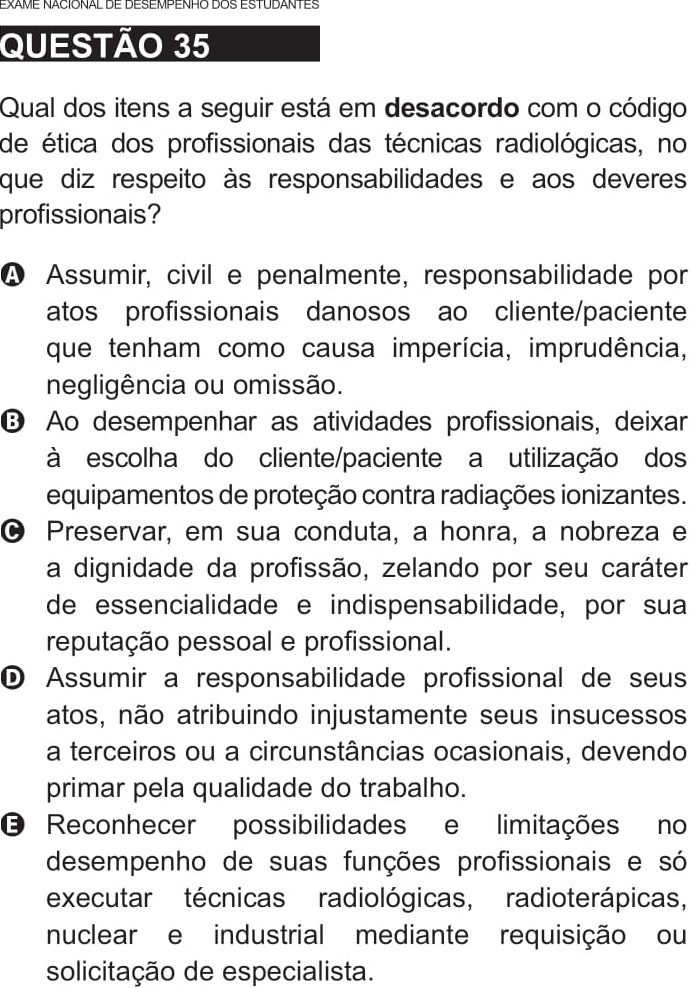 EXAME NACIONAL DE DESEMPENHO DOS ESTUDANTES
QUESTÃO 35
Qual dos itens a seguir está em desacordo com o código
de ética dos profissionais das técnicas radiológicas, no
que diz respeito às responsabilidades e aos deveres
profissionais?
A Assumir, civil e penalmente, responsabilidade por
atos profissionais danosos ao cliente/paciente
que tenham como causa imperícia, imprudência,
negligência ou omissão.
B Ao desempenhar as atividades profissionais, deixar
à escolha do cliente/paciente a utilização dos
equipamentos de proteção contra radiações ionizantes.
C Preservar, em sua conduta, a honra, a nobreza e
a dignidade da profissão, zelando por seu caráter
de essencialidade e indispensabilidade, por sua
reputação pessoal e profissional.
D Assumir a responsabilidade profissional de seus
atos, não atribuindo injustamente seus insucessos
a terceiros ou a circunstâncias ocasionais, devendo
primar pela qualidade do trabalho.
E Reconhecer possibilidades e limitações no
desempenho de suas funções profissionais e só
executar técnicas radiológicas, radioterápicas,
nuclear e industrial mediante requisição ou
solicitação de especialista.